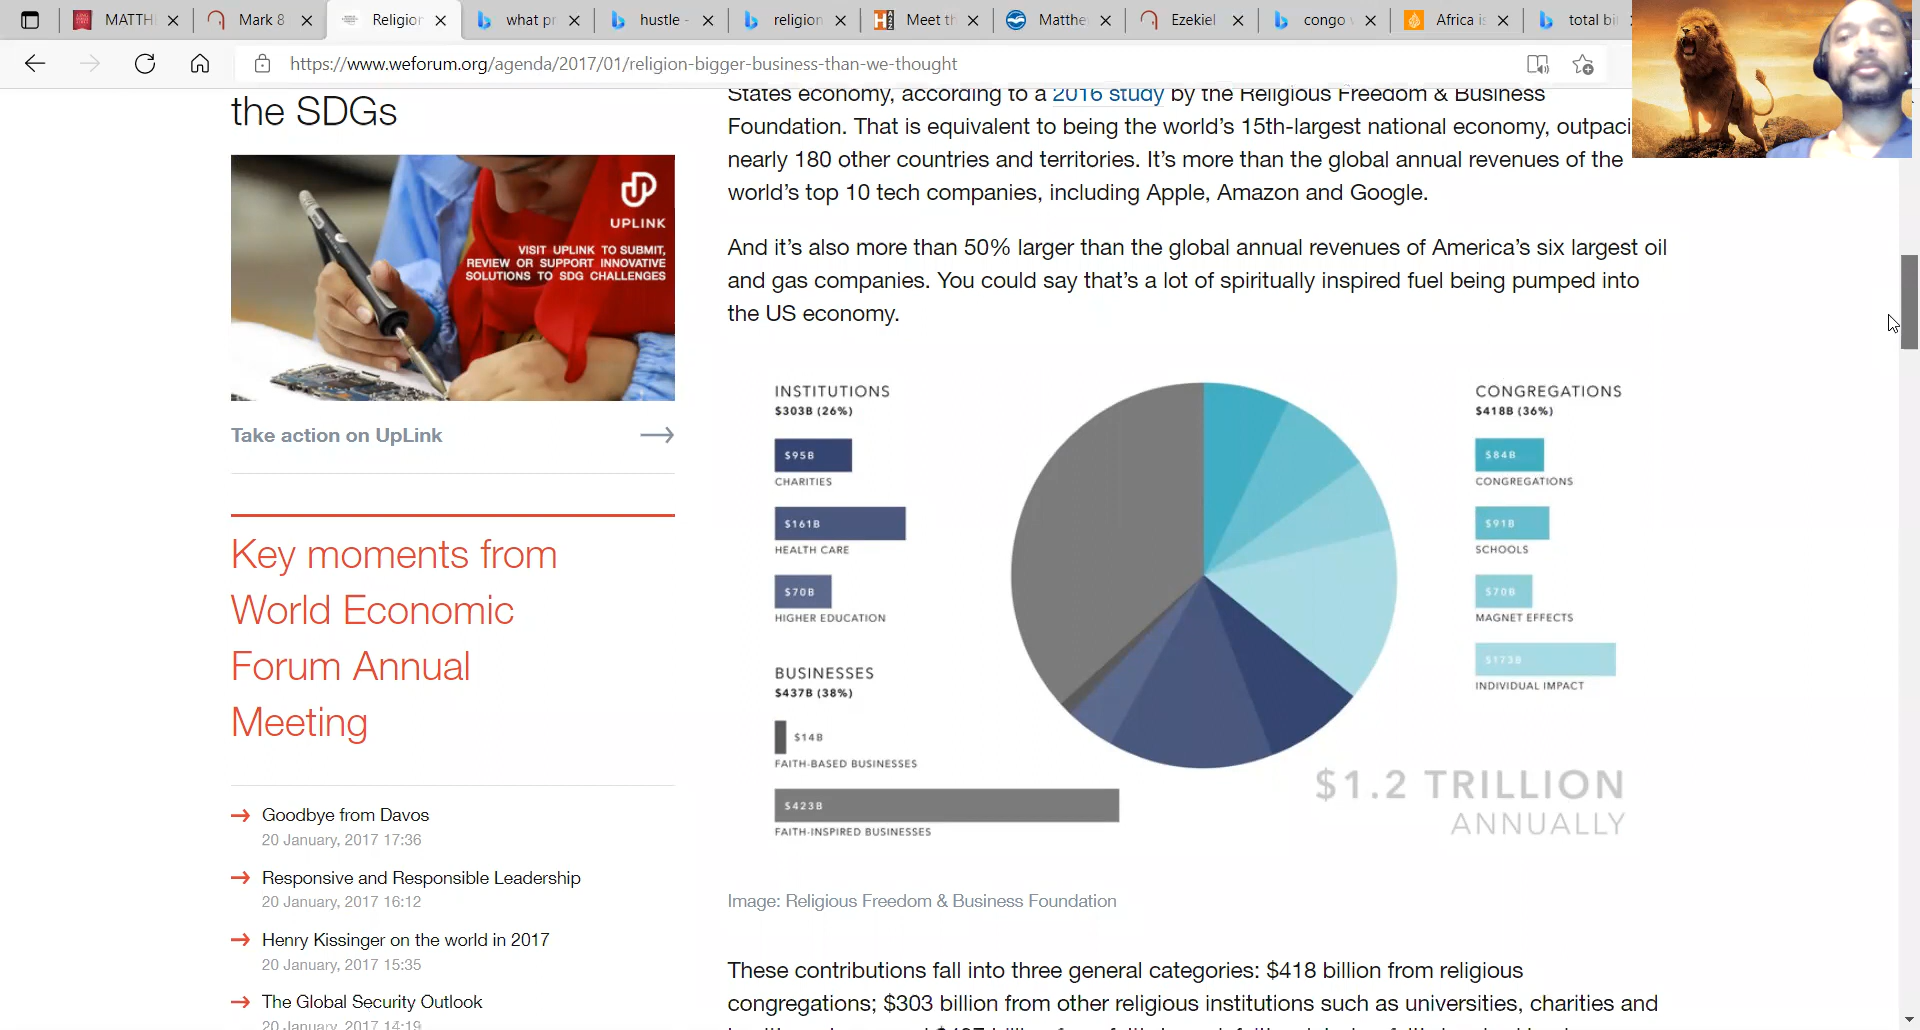 MATTH
Mark 8
Religion
what pr
hustle -
religion
Meet th
Matthe
Ezekiel
congo
Africa is
total bi
https://www.weforum.org/agenda/2017/01/religion-bigger-business-than-we-thought
the SDGs
UPLINK
VISIT UPLINK TO SUBMIT,
REVIEW OR SUPPORT INNOVATIVE
SOLUTIONS TO SDG CHALLENGES
Take action on UpLink
Key moments from
World Economic
Forum Annual
Meeting
Goodbye from Davos
20 January, 2017 17:36
Responsive and Responsible Leadership
20 January, 2017 16:12
Henry Kissinger on the world in 2017
20 January, 2017 15:35
The Global Security Outlook
20 January, 2017 14:19
States economy, according to a 2016 study by the Religious Freedom & Business
Foundation. That is equivalent to being the world’s 15th-largest national economy, outpaci
nearly 180 other countries and territories. It’s more than the global annual revenues of the
world’s top 10 tech companies, including Apple, Amazon and Google.
And it’s also more than 50% larger than the global annual revenues of America’s six largest oil
and gas companies. You could say that’s a lot of spiritually inspired fuel being pumped into
the US economy.
INSTITUTIONS
$303B (26%)
$95B
CHARITIES
$161B
HEALTH CARE
$70B
HIGHER EDUCATION
BUSINESSES
$437B (38%)
$14B
FAITH-BASED BUSINESSES
$423B
FAITH-INSPIRED BUSINESSES
CONGREGATIONS
$418B (36%)
$84B
CONGREGATIONS
$91B
SCHOOLS
$70B
MAGNET EFFECTS
$173B
INDIVIDUAL IMPACT
$1.2 TRILLION
ANNUALLY
Image: Religious Freedom & Business Foundation
These contributions fall into three general categories: $418 billion from religious
congregations; $303 billion from other religious institutions such as universities, charities and